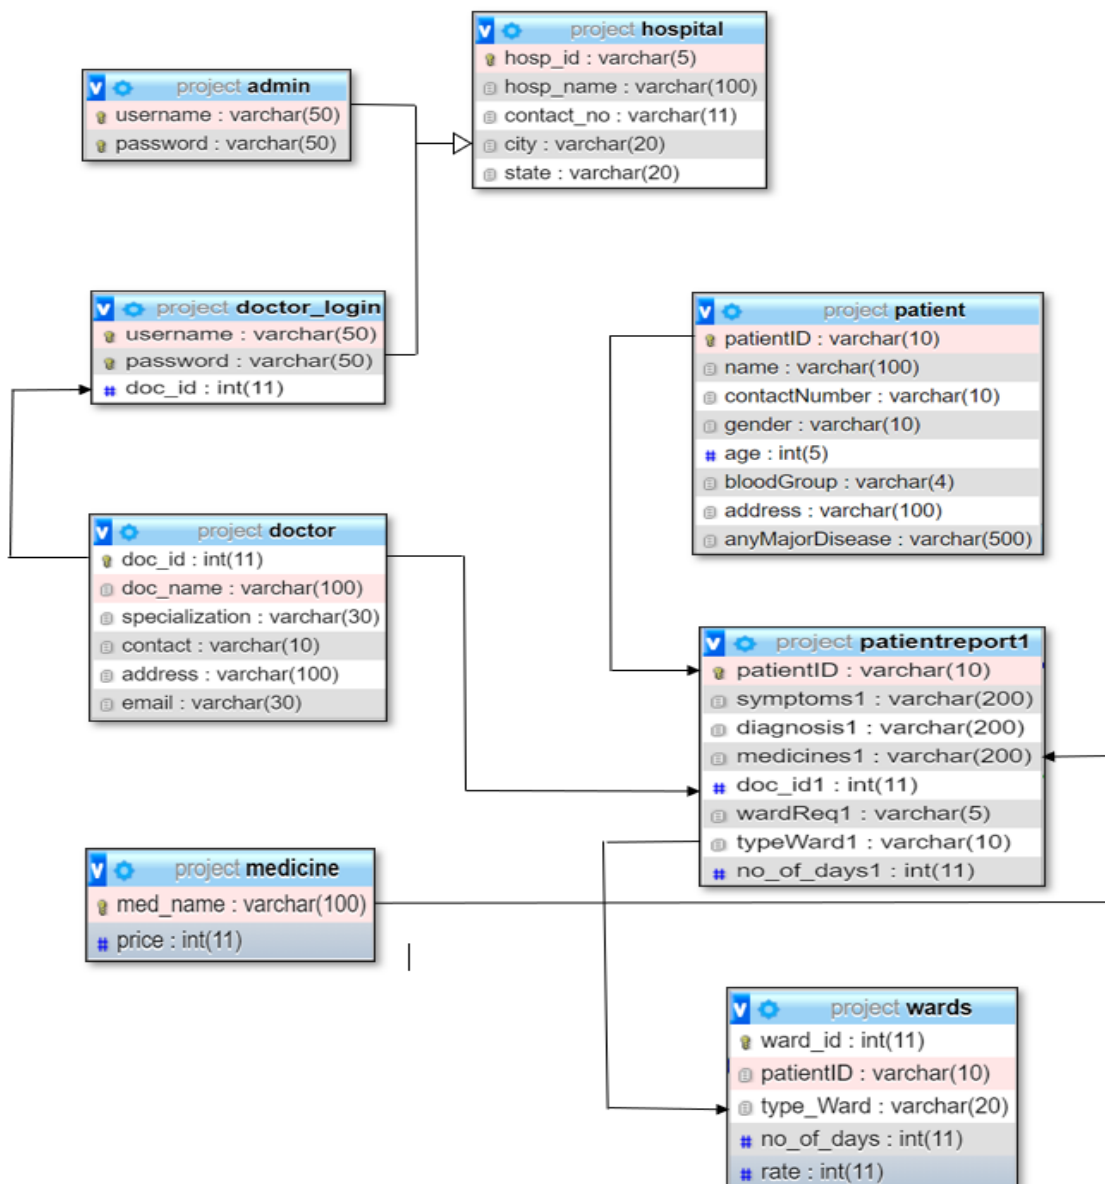 project hospital
hosp_id : varchar(5)
hosp_name : varchar(100)
contact_no : varchar(11)
city : varchar(20)
state : varchar(20)
project admin
username : varchar(50)
password : varchar(50)
project doctor_login
username : varchar(50)
password : varchar(50)
doc_id : int(11)
project patient
patientID : varchar(10)
name : varchar(100)
contactNumber : varchar(10)
gender : varchar(10)
age : int(5)
bloodGroup : varchar(4)
address : varchar(100)
anyMajorDisease : varchar(500)
project doctor
doc_id : int(11)
doc_name : varchar(100)
specialization : varchar(30)
contact : varchar(10)
address : varchar(100)
email : varchar(30)
project patientreport1
patientID : varchar(10)
symptoms1 : varchar(200)
diagnosis1 : varchar(200)
medicines1 : varchar(200)
doc_id1 : int(11)
wardReq1 : varchar(5)
typeWard1 : varchar(10)
no_of_days1 : int(11)
project medicine
med_name : varchar(100)
price : int(11)
project wards
ward_id : int(11)
patientID : varchar(10)
type_Ward : varchar(20)
no_of_days : int(11)
rate : int(11)